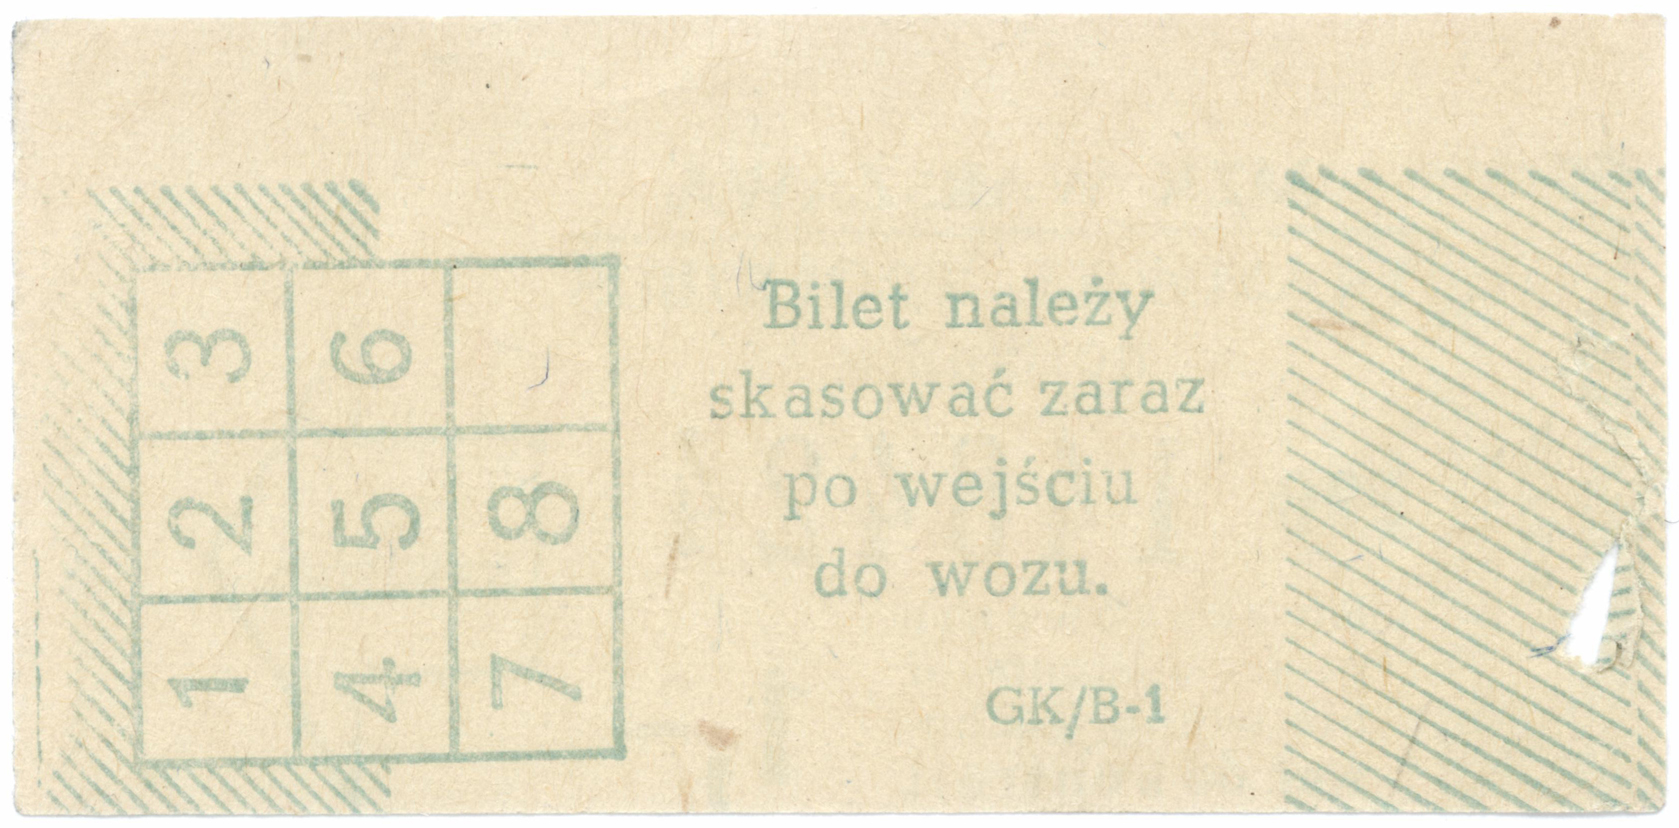 3 6
2 5 8
1 4 7
Bilet należy
skasować zaraz
po wejściu
do wozu.
GK/B-1